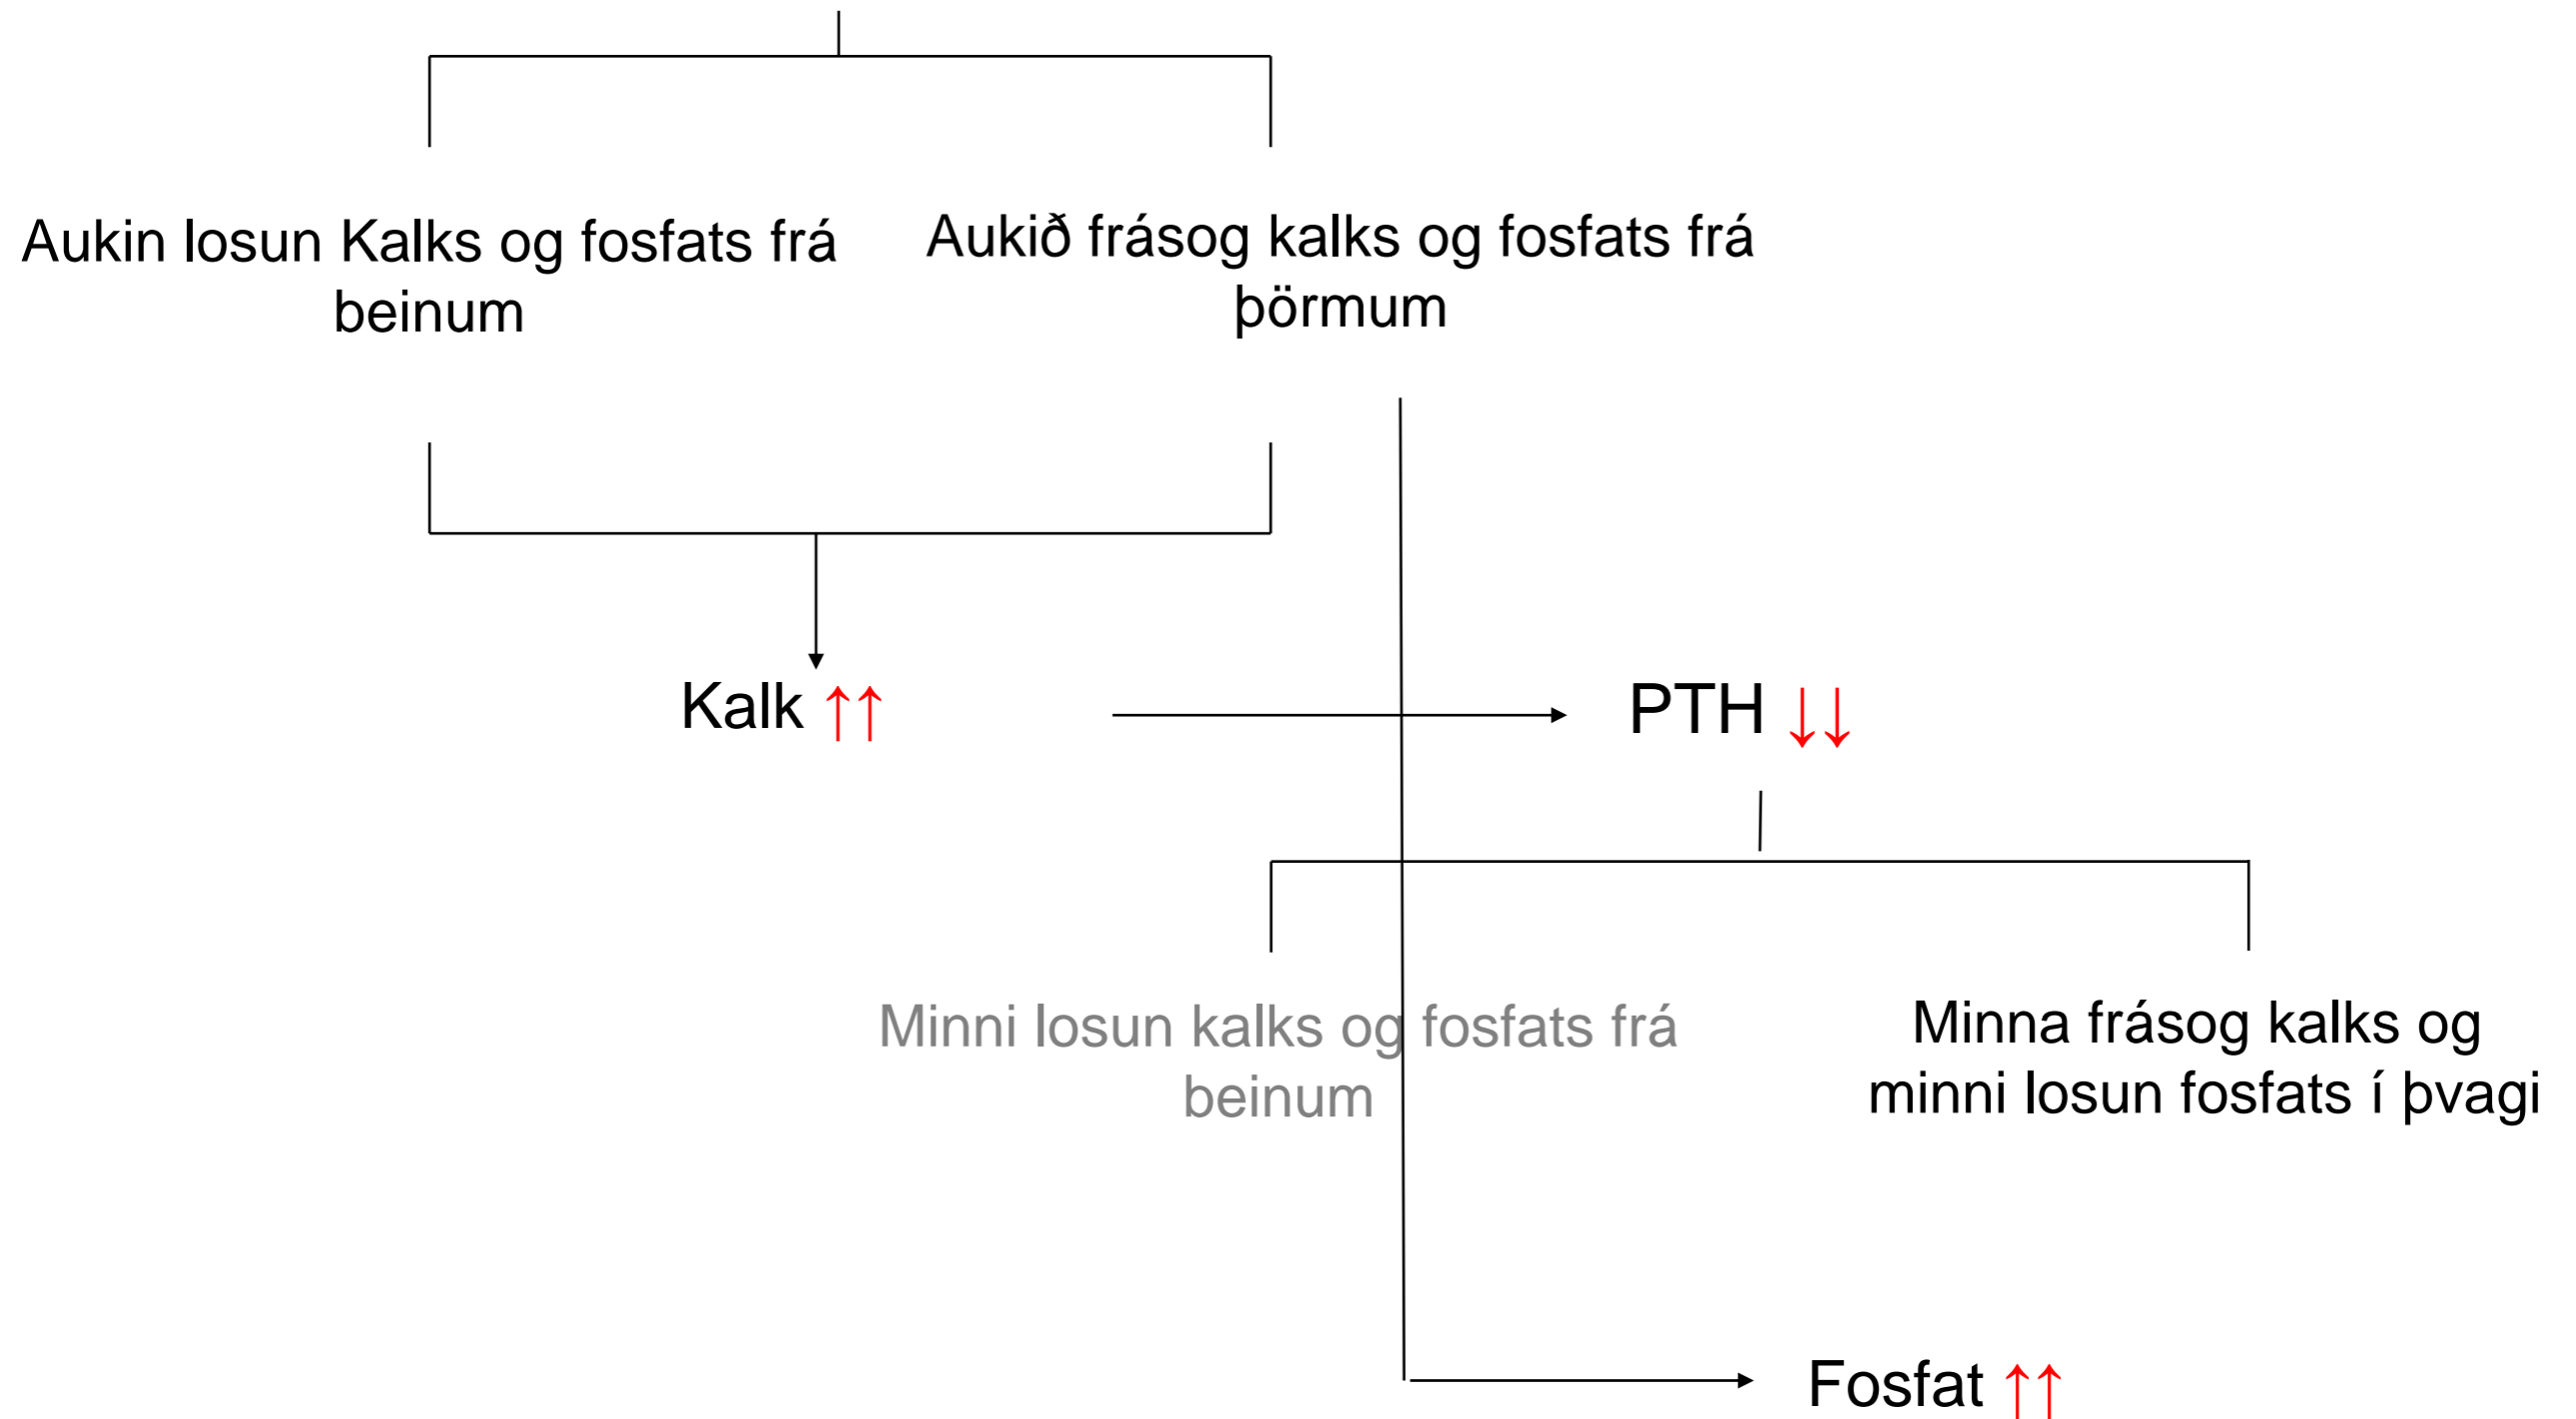 Aukin losun Kalks og fosfats frá
beinum
Aukið frásog kalks og fosfats frá
þörmum
Kalk ↑↑
PTH ↓↓
Minni losun kalks og fosfats frá
beinum
Minna frásog kalks og
minni losun fosfats í þvagi
Fosfat ↑↑